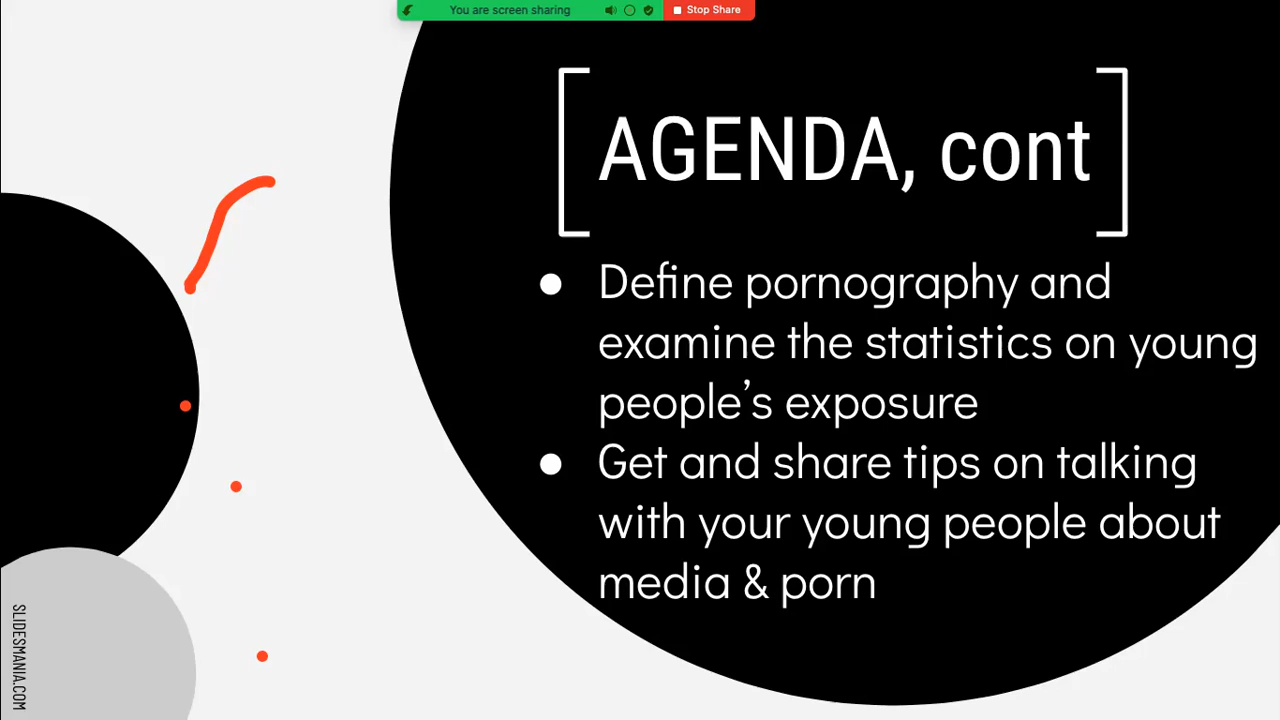 You are screen sharing
Stop Share
AGENDA, cont
● Define pornography and
examine the statistics on young
people's exposure
● Get and share tips on talking
with your young people about
media & porn
SLIDESMANIA.COM